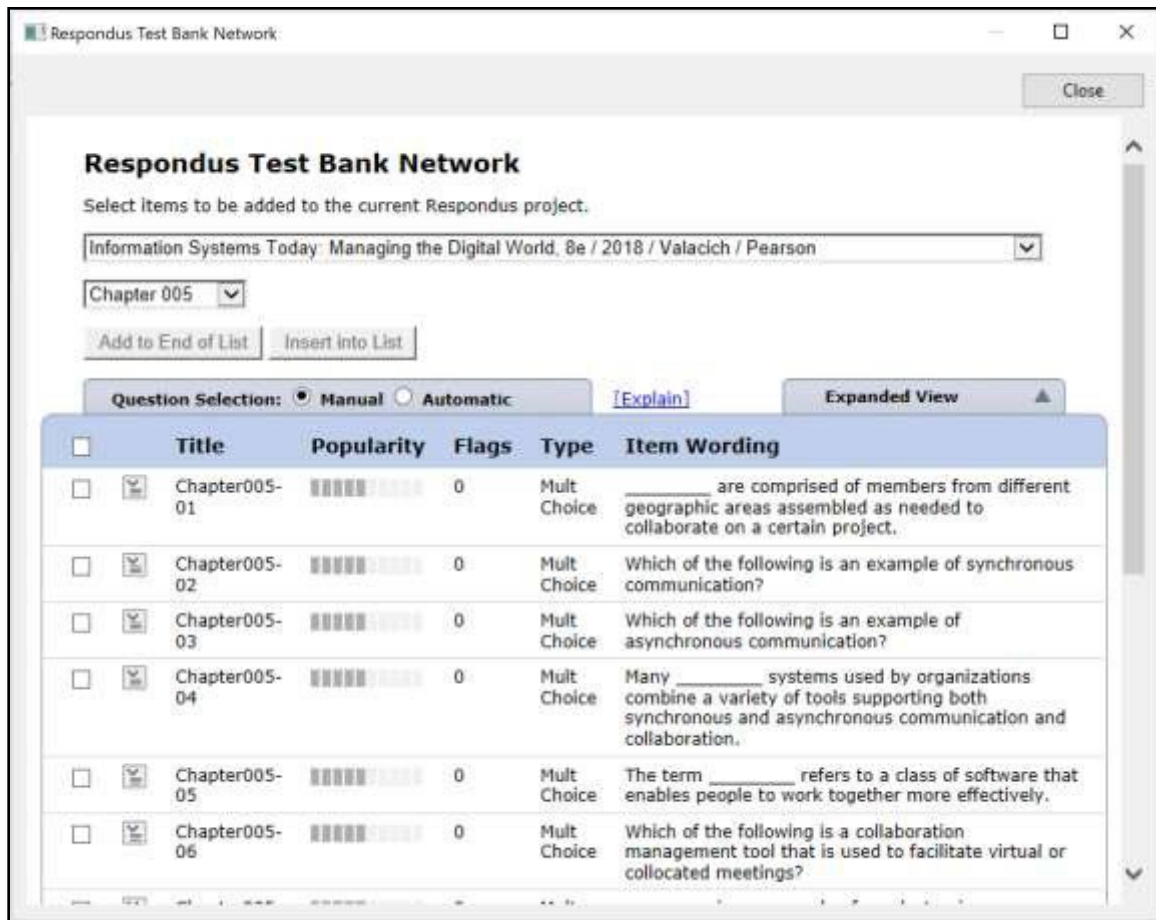 Respondus Test Bank Network
Close
Respondus Test Bank Network
Select items to be added to the current Respondus project.
Information Systems Today: Managing the Digital World, 8e / 2018 / Valacich / Pearson
Chapter 005
Add to End of List Insert into List
Question Selection: Manual Automatic [Explain] Expanded View
Title Popularity Flags Type Item Wording
Chapter005-01 0 Mult Choice _________ are comprised of members from different
geographic areas assembled as needed to
collaborate on a certain project.
Chapter005-02 0 Mult Choice Which of the following is an example of synchronous
communication?
Chapter005-03 0 Mult Choice Which of the following is an example of
asynchronous communication?
Chapter005-04 0 Mult Choice Many _________ systems used by organizations
combine a variety of tools supporting both
synchronous and asynchronous communication and
collaboration.
Chapter005-05 0 Mult Choice The term _________ refers to a class of software that
enables people to work together more effectively.
Chapter005-06 0 Mult Choice Which of the following is a collaboration
management tool that is used to facilitate virtual or
collocated meetings?